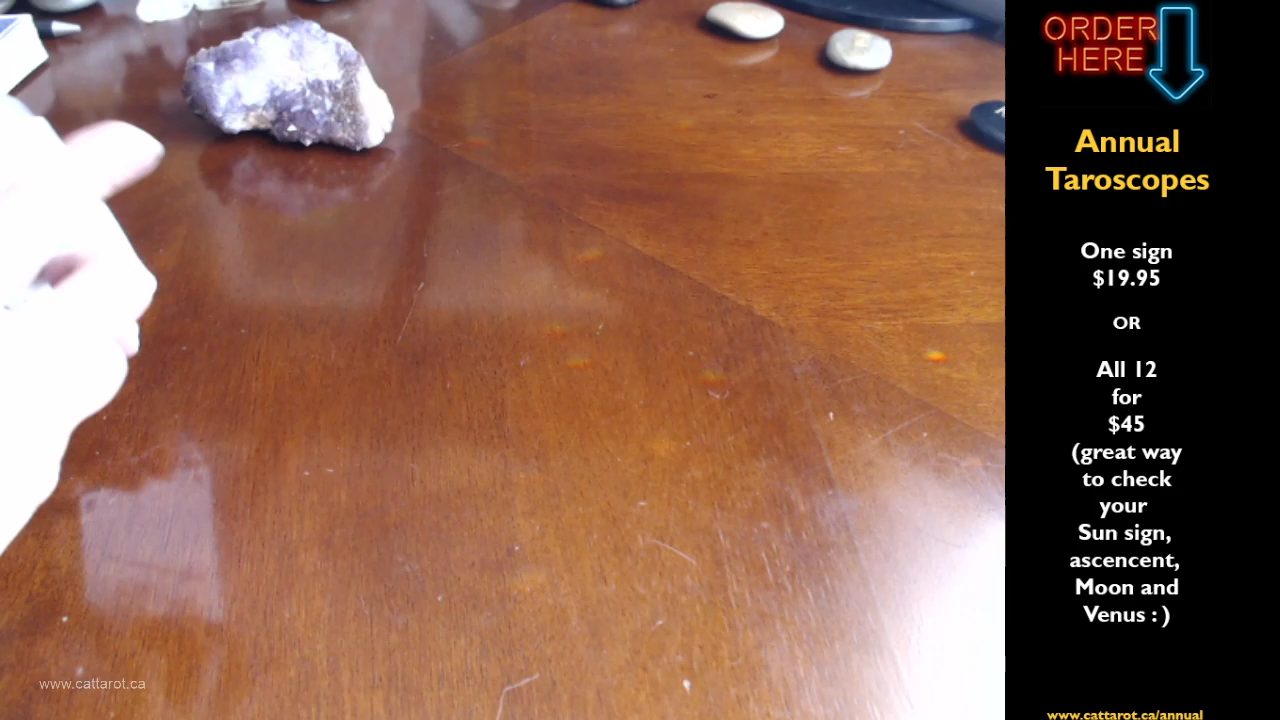 ORDER
HERE
Annual
Taroscopes
One sign
$19.95
OR
All 12
for
$45
(great way
to check
your
Sun sign,
ascencent,
Moon and
Venus : )
www.cattarot.ca/annual
www.cattarot.ca